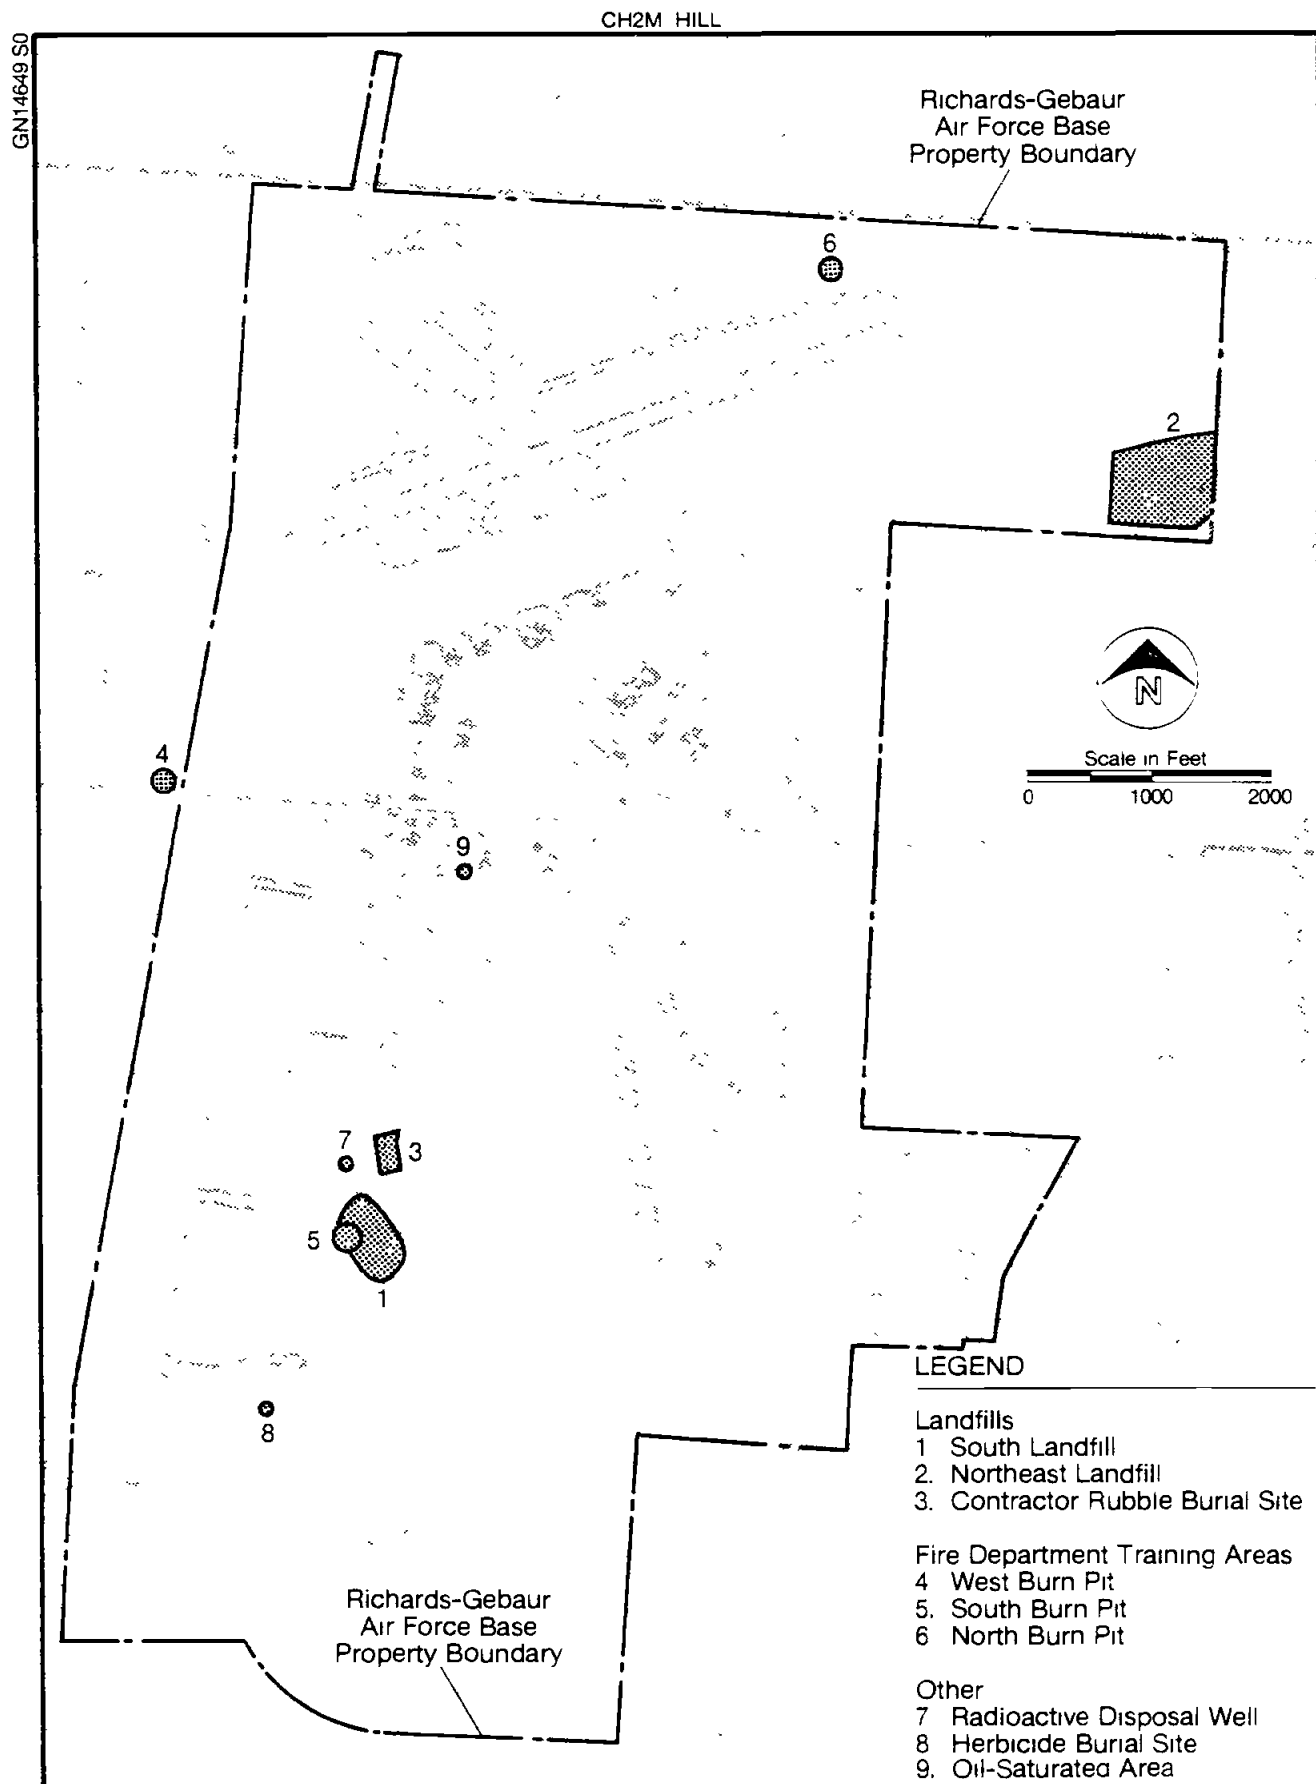 CH2M HILL
GN14649 S0
Richards-Gebaur
Air Force Base
Property Boundary
6
2
N
Scale in Feet
0 1000 2000
4
9
7
3
5
1
8
Richards-Gebaur
Air Force Base
Property Boundary
LEGEND
Landfills
1 South Landfill
2. Northeast Landfill
3. Contractor Rubble Burial Site
Fire Department Training Areas
4 West Burn Pit
5. South Burn Pit
6 North Burn Pit
Other
7 Radioactive Disposal Well
8 Herbicide Burial Site
9. Oil-Saturated Area